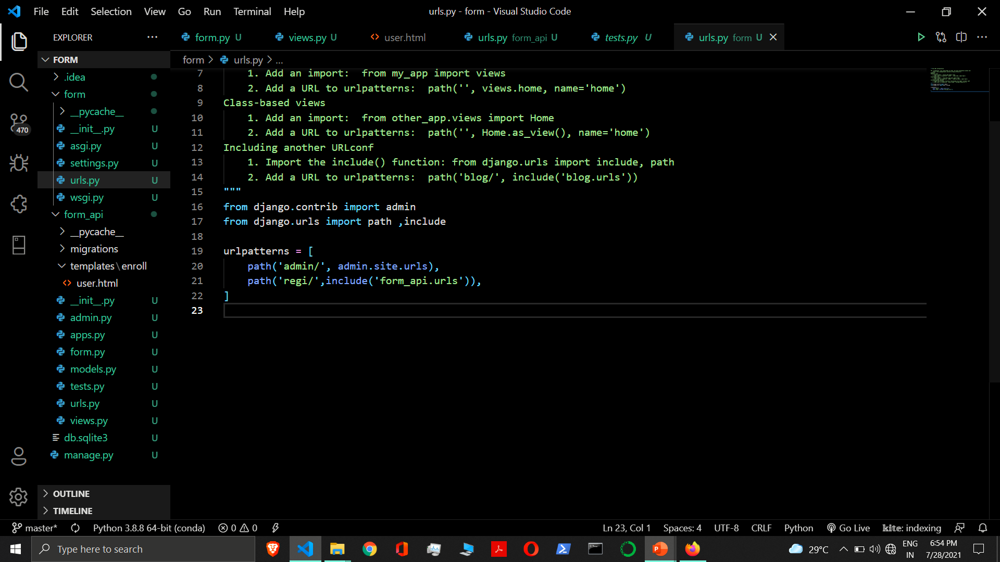 File Edit Selection View Go Run Terminal Help
urls.py - form - Visual Studio Code
EXPLORER
form.py U
views.py U
user.html
urls.py form_api U
tests.py U
urls.py form U
FORM
.idea
form
__pycache__
__init__.py U
asgi.py U
settings.py U
urls.py U
wsgi.py U
form_api
__pycache__
migrations
templates\enroll
user.html
__init__.py U
admin.py U
apps.py U
form.py U
models.py U
tests.py U
urls.py U
views.py U
db.sqlite3 U
manage.py U
OUTLINE
TIMELINE
470
form > urls.py > ...
7 1. Add an import:  from my_app import views
8 2. Add a URL to urlpatterns:  path('', views.home, name='home')
9 Class-based views
10 1. Add an import:  from other_app.views import Home
11 2. Add a URL to urlpatterns:  path('', Home.as_view(), name='home')
12 Including another URLconf
13 1. Import the include() function: from django.urls import include, path
14 2. Add a URL to urlpatterns:  path('blog/', include('blog.urls'))
15 """
16 from django.contrib import admin
17 from django.urls import path ,include
18
19 urlpatterns = [
20 path('admin/', admin.site.urls),
21 path('regi/',include('form_api.urls')),
22 ]
23
master* Python 3.8.8 64-bit (conda) 0 0 Ln 23, Col 1 Spaces: 4 UTF-8 CRLF Python Go Live kite: indexing
Type here to search
P
29°C
ENG
IN
6:54 PM
7/28/2021